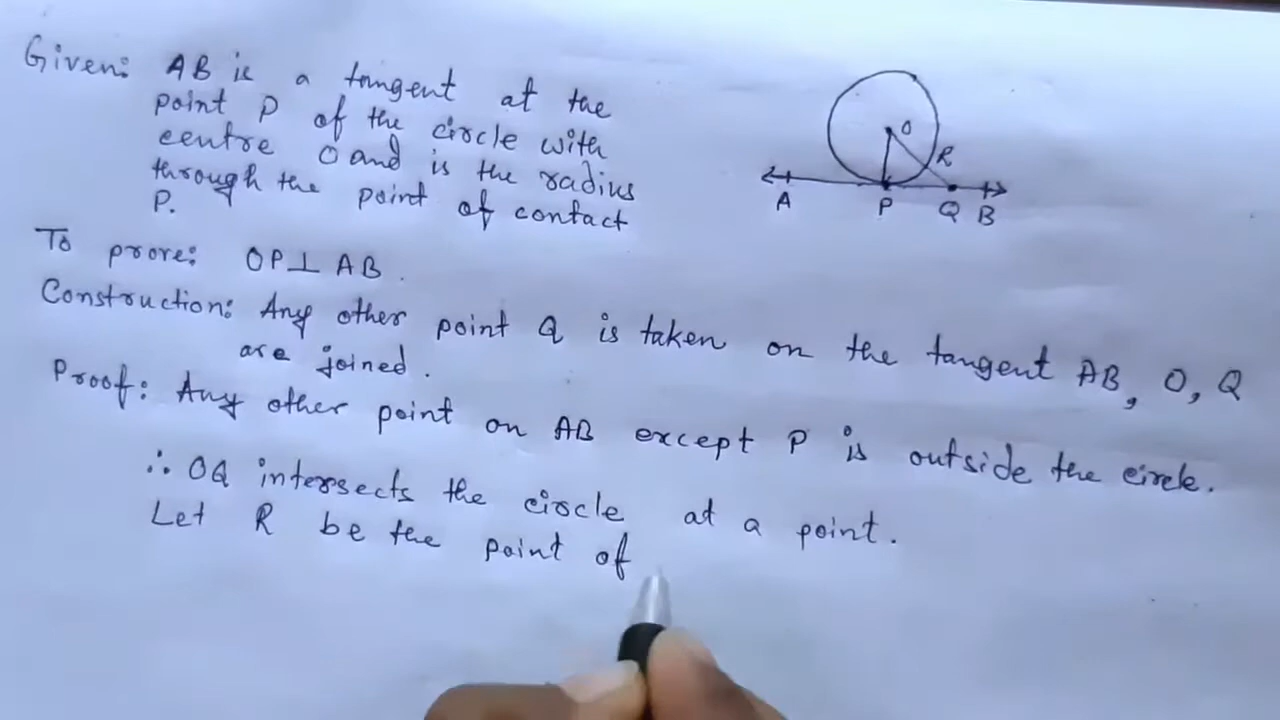 Given: AB is a tangent at the
point P of the circle with
centre O and is the radius
through the point of contact
P.
To prove: OP⊥AB.
Construction: Any other point Q is taken on the tangent AB, O, Q
are joined.
Proof: Any other point on AB except P is outside the circle.
∴ OQ intersects the circle at a point.
Let R be the point of
O
R
A P Q B